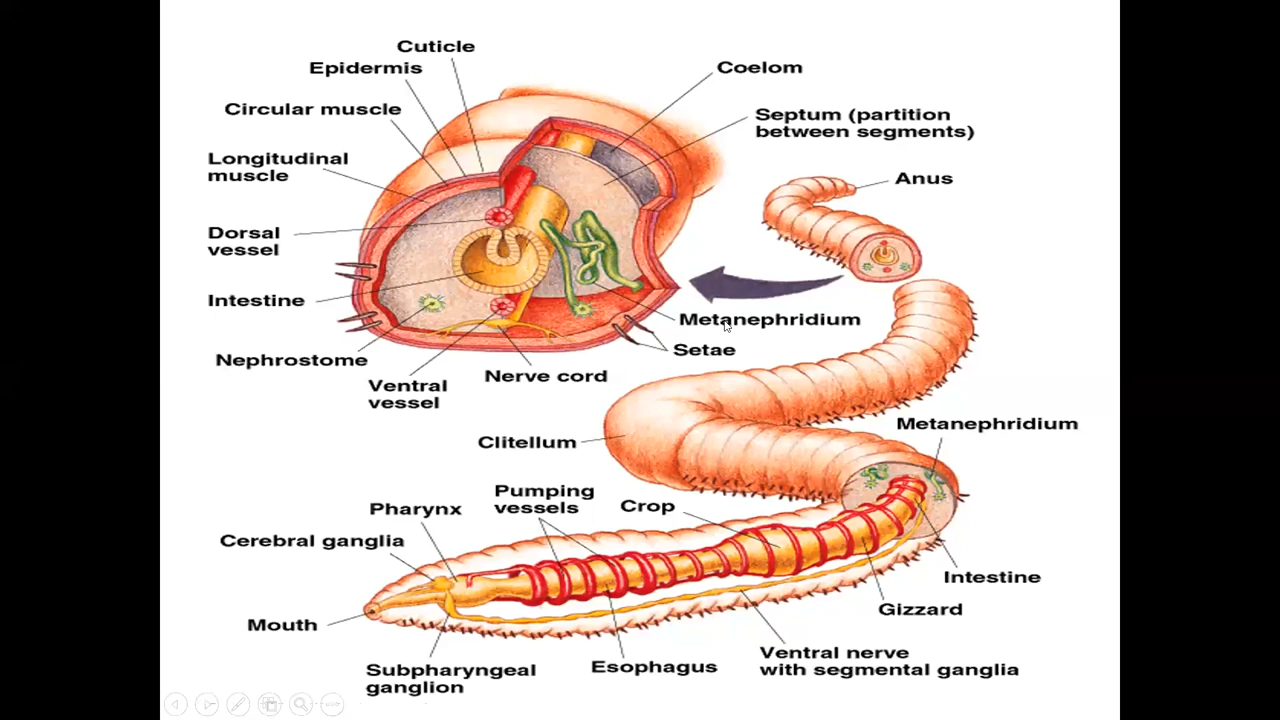 Cuticle
Epidermis
Circular muscle
Longitudinal
muscle
Dorsal
vessel
Intestine
Nephrostome
Ventral
vessel
Nerve cord
Coelom
Septum (partition
between segments)
Anus
Metanephridium
Setae
Clitellum
Metanephridium
Pharynx
Pumping
vessels
Crop
Cerebral ganglia
Intestine
Gizzard
Mouth
Subpharyngeal
ganglion
Esophagus
Ventral nerve
with segmental ganglia